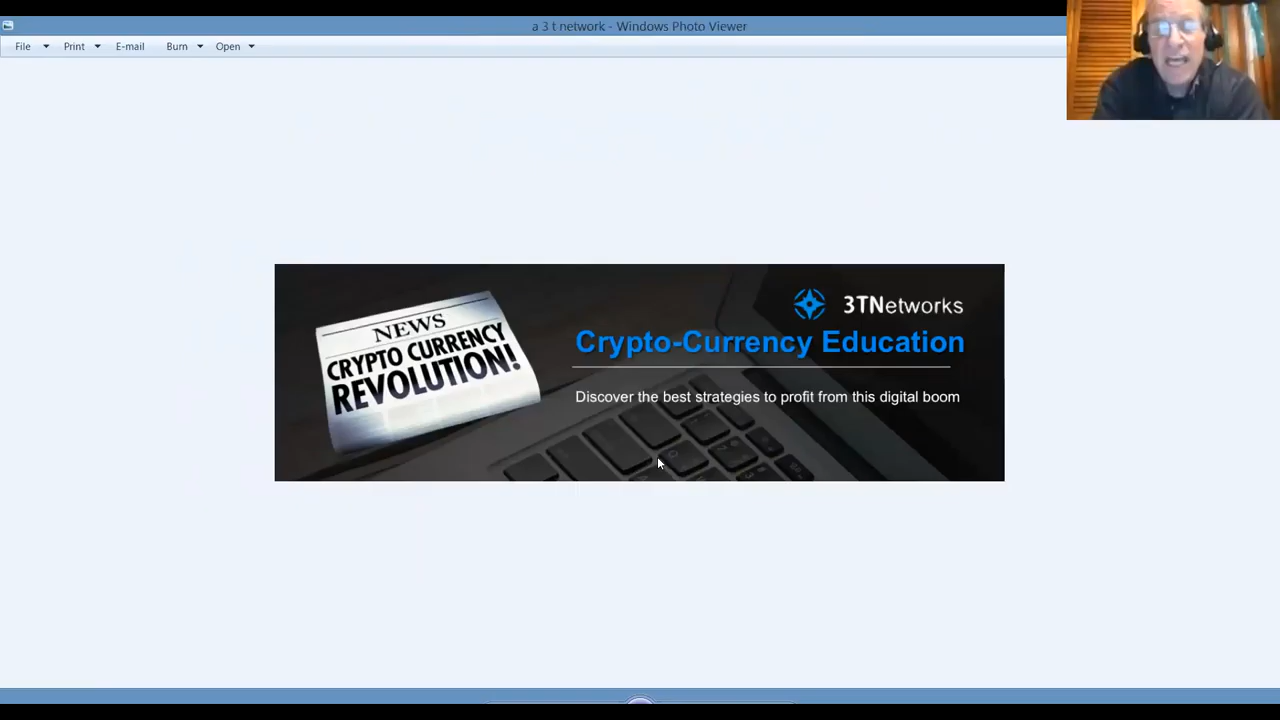 a 3 t network - Windows Photo Viewer
File Print E-mail Burn Open
3TNetworks
NEWS
CRYPTO CURRENCY
REVOLUTION!
Crypto-Currency Education
Discover the best strategies to profit from this digital boom